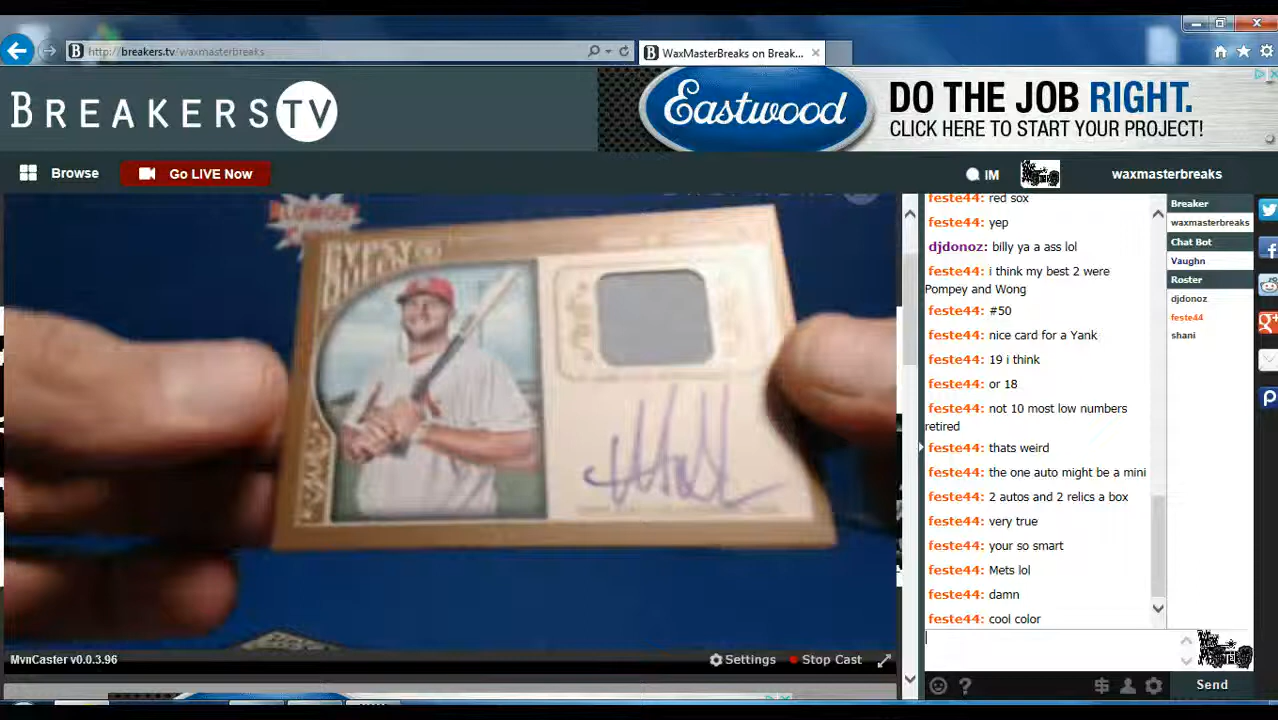 http://breakers.tv/waxmasterbreaks
WaxMasterBreaks on Break...
BREAKERS TV
Eastwood
DO THE JOB RIGHT.
CLICK HERE TO START YOUR PROJECT!
Browse
Go LIVE Now
IM
waxmasterbreaks
BLOWOUT
GYPSY
QUEEN
feste44: red sox
feste44: yep
djdonoz: billy ya a ass lol
feste44: i think my best 2 were
Pompey and Wong
feste44: #50
feste44: nice card for a Yank
feste44: 19 i think
feste44: or 18
feste44: not 10 most low numbers
retired
feste44: thats weird
feste44: the one auto might be a mini
feste44: 2 autos and 2 relics a box
feste44: very true
feste44: your so smart
feste44: Mets lol
feste44: damn
feste44: cool color
Breaker
waxmasterbreaks
Chat Bot
Vaughn
Roster
djdonoz
feste44
shani
MvnCaster v0.0.3.96
Settings
Stop Cast
Send